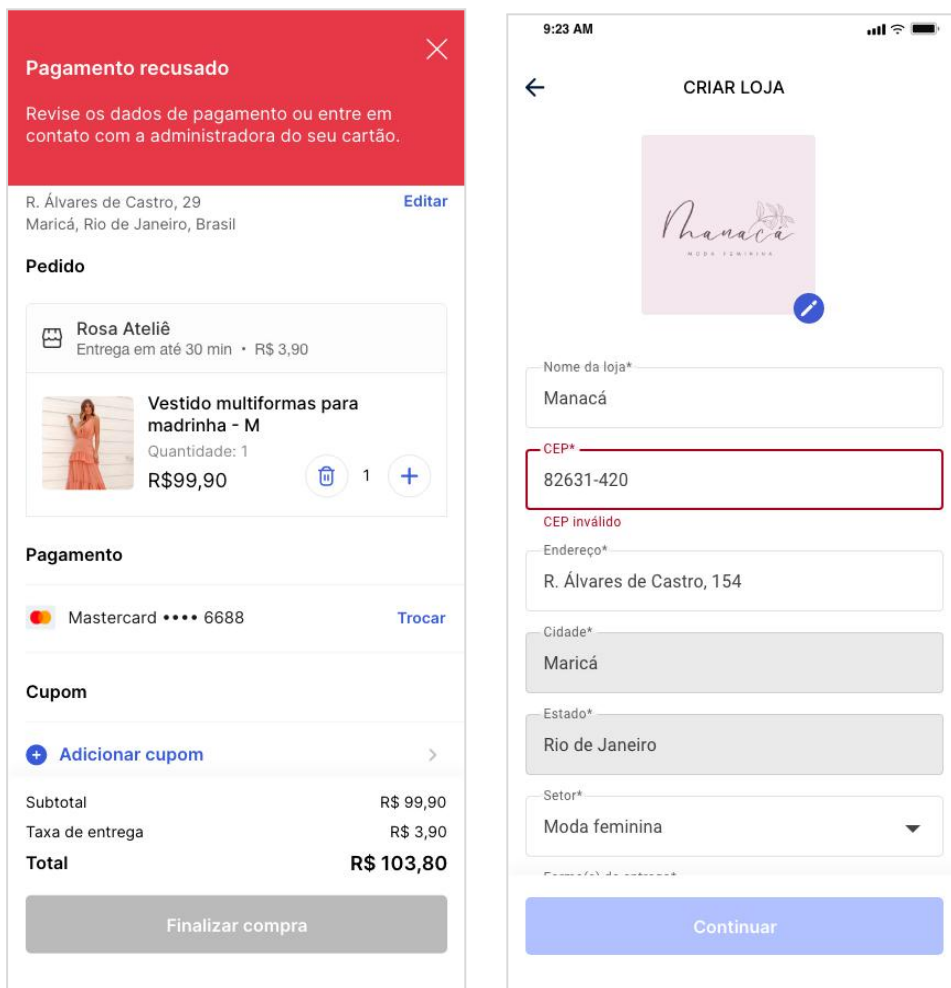 Pagamento recusado
Revise os dados de pagamento ou entre em
contato com a administradora do seu cartão.
R. Álvares de Castro, 29
Editar
Maricá, Rio de Janeiro, Brasil
Pedido
Rosa Ateliê
Entrega em até 30 min • R$ 3,90
Vestido multiformas para
madrinha - M
Quantidade: 1
R$99,90
1
Pagamento
Mastercard •••• 6688
Trocar
Cupom
Adicionar cupom
Subtotal R$ 99,90
Taxa de entrega R$ 3,90
Total R$ 103,80
Finalizar compra
9:23 AM
CRIAR LOJA
Manacá
MODA FEMININA
Nome da loja*
Manacá
CEP*
82631-420
CEP inválido
Endereço*
R. Álvares de Castro, 154
Cidade*
Maricá
Estado*
Rio de Janeiro
Setor*
Moda feminina
Continuar